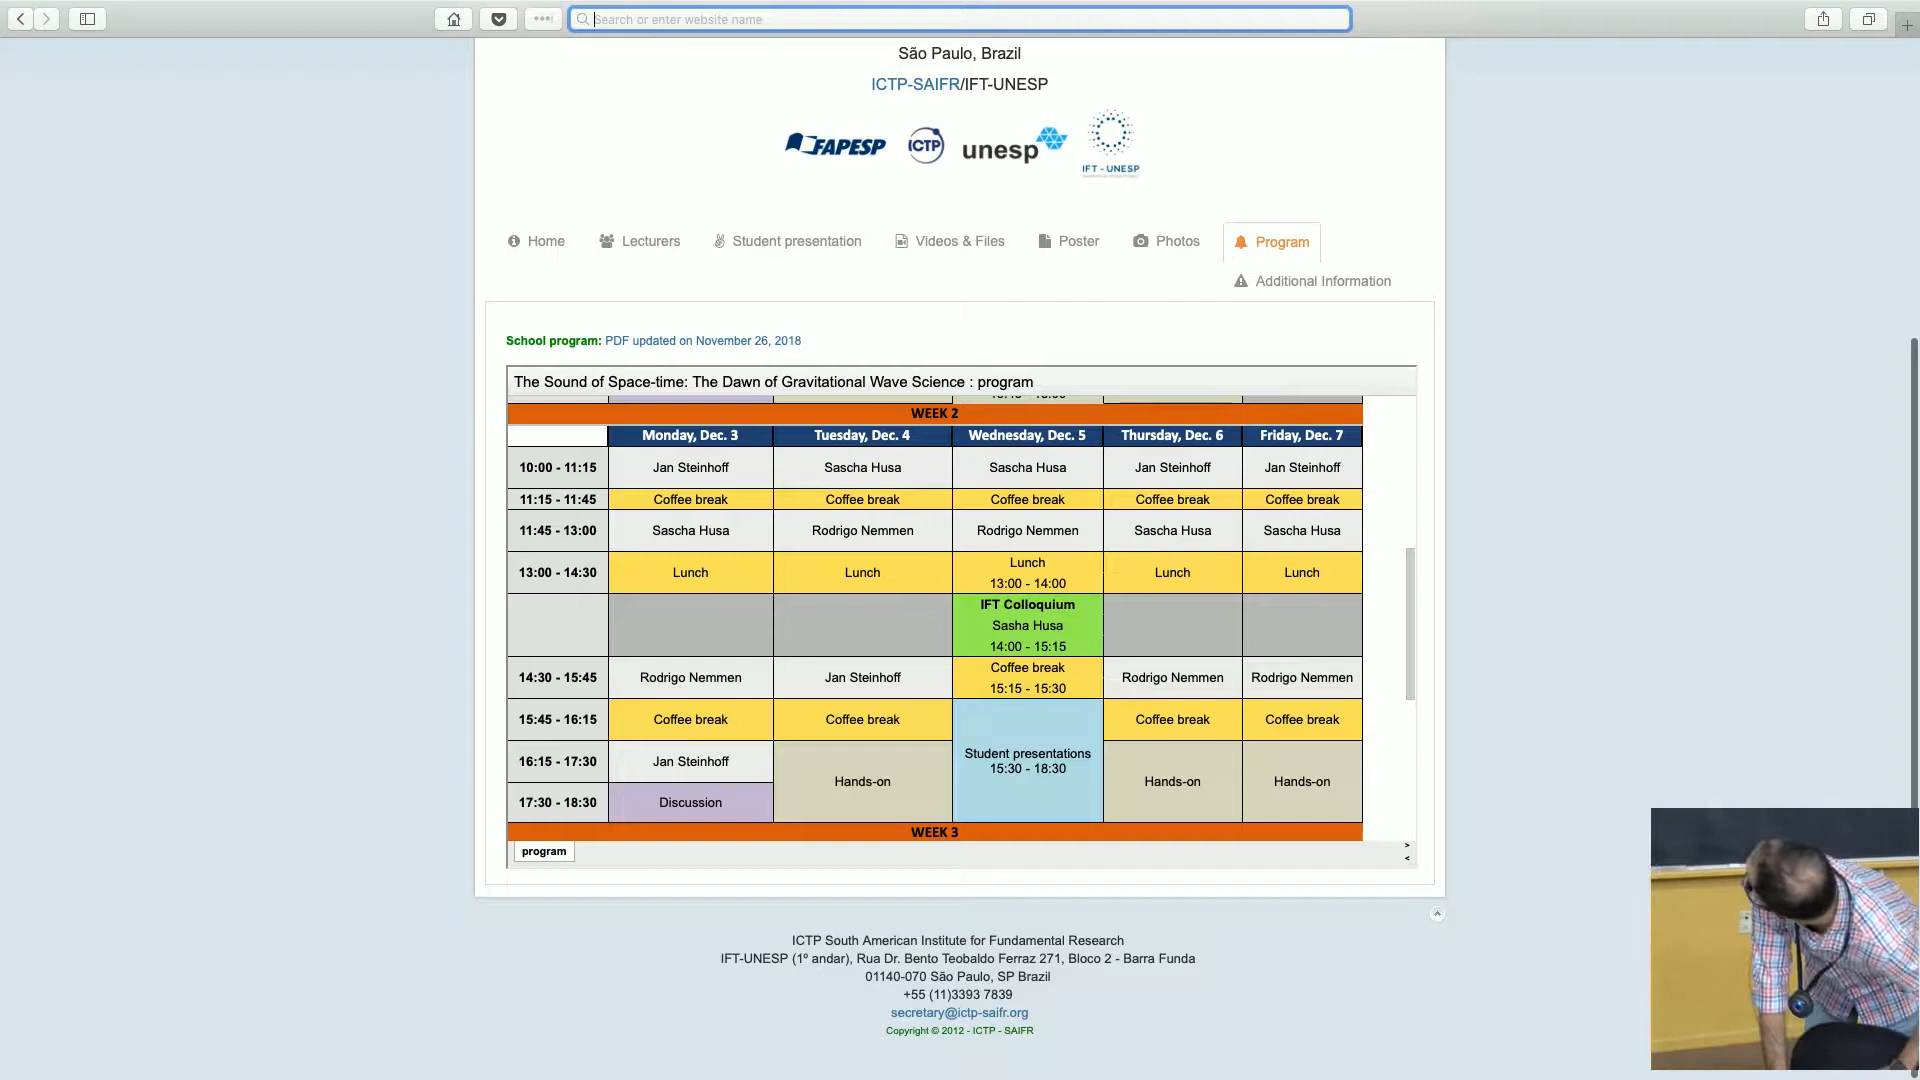 Search or enter website name
São Paulo, Brazil
ICTP-SAIFR/IFT-UNESP
FAPESP ICTP unesp
IFT - UNESP
Home Lecturers Student presentation Videos & Files Poster Photos Program
Additional Information
School program: PDF updated on November 26, 2018
The Sound of Space-time: The Dawn of Gravitational Wave Science : program
WEEK 2
Monday, Dec. 3 Tuesday, Dec. 4 Wednesday, Dec. 5 Thursday, Dec. 6 Friday, Dec. 7
10:00 - 11:15 Jan Steinhoff Sascha Husa Sascha Husa Jan Steinhoff Jan Steinhoff
11:15 - 11:45 Coffee break Coffee break Coffee break Coffee break Coffee break
11:45 - 13:00 Sascha Husa Rodrigo Nemmen Rodrigo Nemmen Sascha Husa Sascha Husa
13:00 - 14:30 Lunch Lunch Lunch Lunch Lunch
13:00 - 14:00
IFT Colloquium
Sasha Husa
14:00 - 15:15
14:30 - 15:45 Rodrigo Nemmen Jan Steinhoff Coffee break Rodrigo Nemmen Rodrigo Nemmen
15:15 - 15:30
15:45 - 16:15 Coffee break Coffee break Coffee break Coffee break
16:15 - 17:30 Jan Steinhoff Student presentations
15:30 - 18:30
Hands-on Hands-on Hands-on
17:30 - 18:30 Discussion
WEEK 3
program
ICTP South American Institute for Fundamental Research
IFT-UNESP (1º andar), Rua Dr. Bento Teobaldo Ferraz 271, Bloco 2 - Barra Funda
01140-070 São Paulo, SP Brazil
+55 (11)3393 7839
secretary@ictp-saifr.org
Copyright © 2012 - ICTP - SAIFR